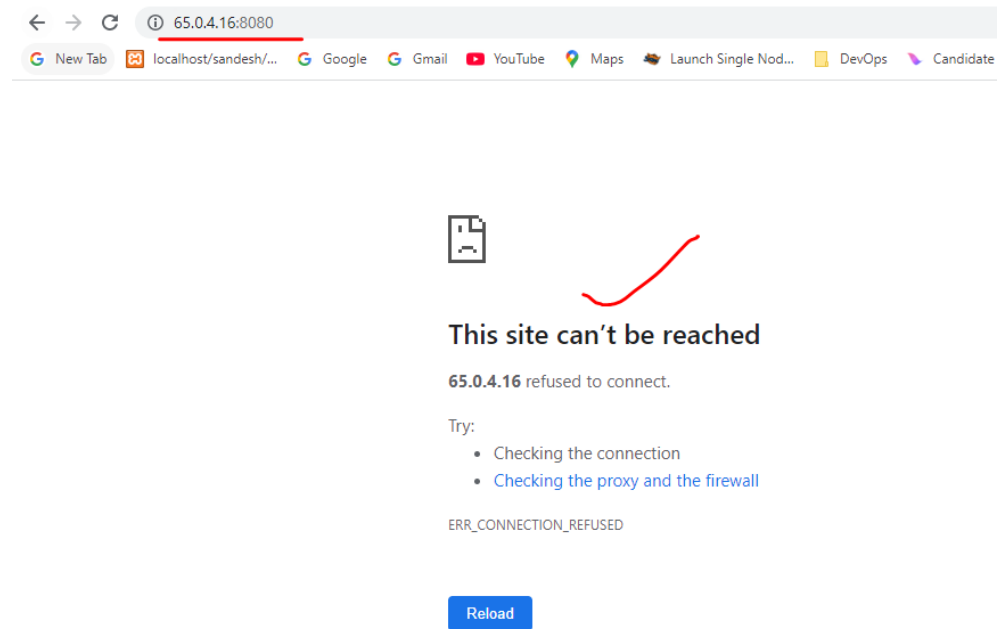 65.0.4.16:8080
New Tab localhost/sandesh/... Google Gmail YouTube Maps Launch Single Nod... DevOps Candidate
This site can't be reached
65.0.4.16 refused to connect.
Try:
• Checking the connection
• Checking the proxy and the firewall
ERR_CONNECTION_REFUSED
Reload